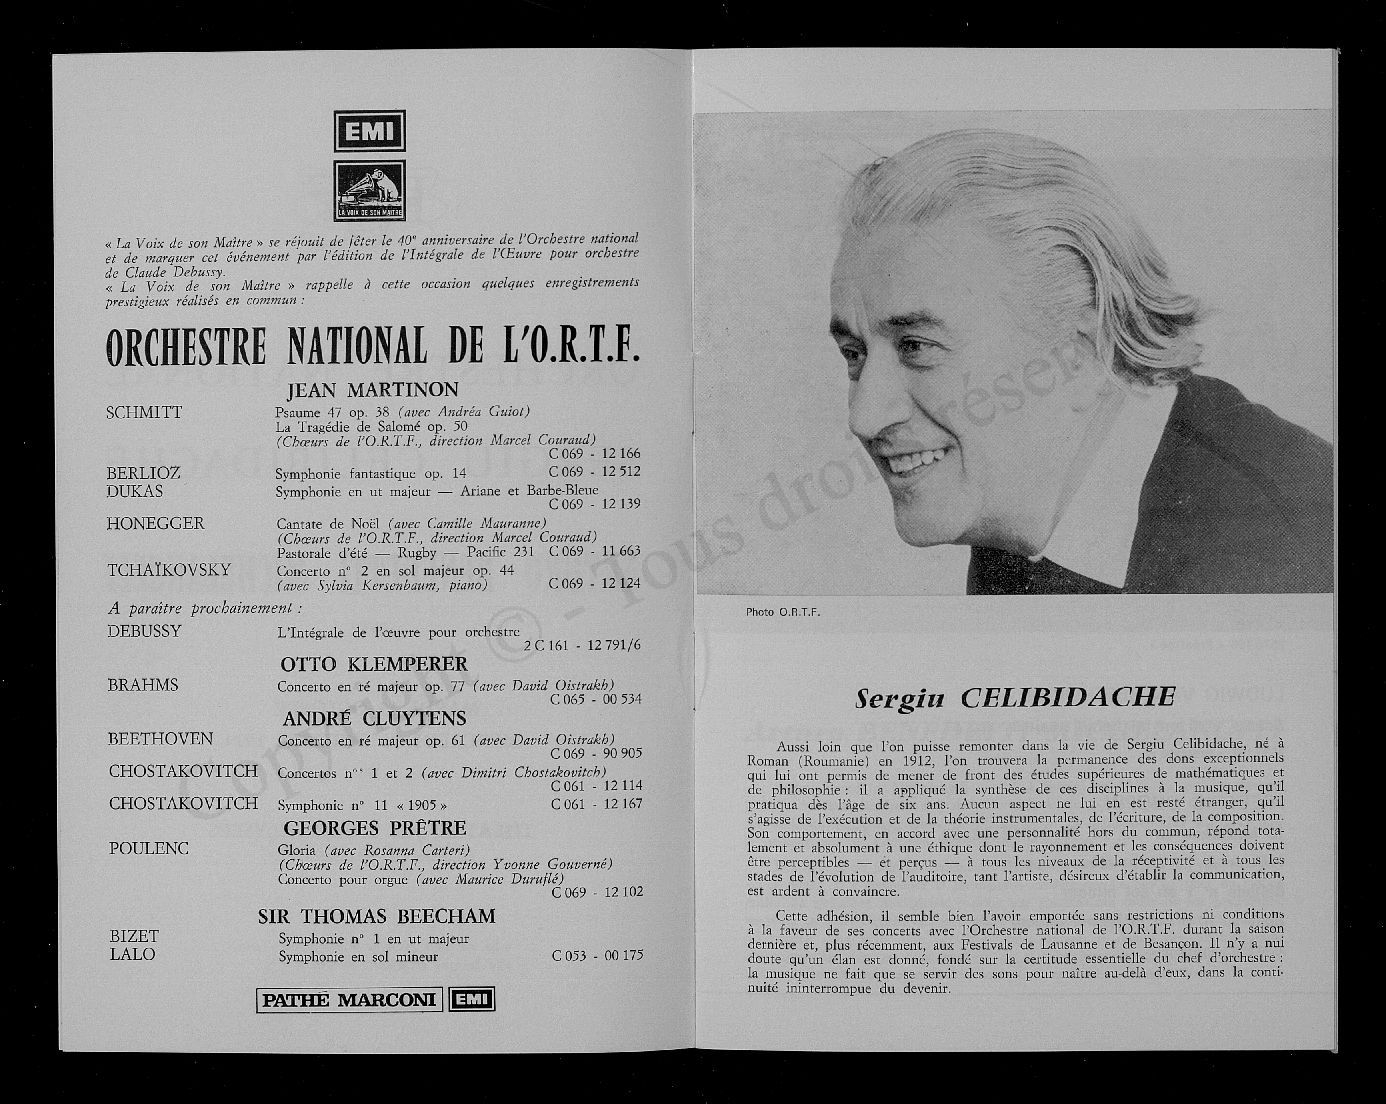 EMI
LA VOIX DE SON MAITRE
« La Voix de son Maître » se réjouit de fêter le 40e anniversaire de l'Orchestre national
et de marquer cet événement par l'édition de l'Intégrale de l'Œuvre pour orchestre
de Claude Debussy.
« La Voix de son Maître » rappelle à cette occasion quelques enregistrements
prestigieux réalisés en commun :
ORCHESTRE NATIONAL DE L'O.R.T.F.
JEAN MARTINON
SCHMITT Psaume 47 op. 38 (avec Andréa Guiot)
La Tragédie de Salomé op. 50
(Chœurs de l'O.R.T.F., direction Marcel Couraud)
C 069 - 12 166
BERLIOZ Symphonie fantastique op. 14 C 069 - 12 512
DUKAS Symphonie en ut majeur — Ariane et Barbe-Bleue
C 069 - 12 139
HONEGGER Cantate de Noël (avec Camille Mauranne)
(Chœurs de l'O.R.T.F., direction Marcel Couraud)
Pastorale d'été — Rugby — Pacific 231 C 069 - 11 663
TCHAÏKOVSKY Concerto n° 2 en sol majeur op. 44
(avec Sylvia Kersenbaum, piano) C 069 - 12 124
A paraître prochainement :
DEBUSSY L'Intégrale de l'œuvre pour orchestre
2 C 161 - 12 791/6
OTTO KLEMPERER
BRAHMS Concerto en ré majeur op. 77 (avec David Oistrakh)
C 065 - 00 534
ANDRÉ CLUYTENS
BEETHOVEN Concerto en ré majeur op. 61 (avec David Oistrakh)
C 069 - 90 905
CHOSTAKOVITCH Concertos nos 1 et 2 (avec Dimitri Chostakovitch)
C 061 - 12 114
CHOSTAKOVITCH Symphonie n° 11 « 1905 » C 061 - 12 167
GEORGES PRÊTRE
POULENC Gloria (avec Rosanna Carteri)
(Chœurs de l'O.R.T.F., direction Yvonne Gouverné)
Concerto pour orgue (avec Maurice Duruflé)
C 069 - 12 102
SIR THOMAS BEECHAM
BIZET Symphonie n° 1 en ut majeur
LALO Symphonie en sol mineur C 053 - 00 175
PATHÉ MARCONI EMI
Photo O.R.T.F.
Sergiu CELIBIDACHE
Aussi loin que l'on puisse remonter dans la vie de Sergiu Celibidache, né à
Roman (Roumanie) en 1912, l'on trouvera la permanence des dons exceptionnels
qui lui ont permis de mener de front des études supérieures de mathématiques et
de philosophie : il a appliqué la synthèse de ces disciplines à la musique, qu'il
pratiqua dès l'âge de six ans. Aucun aspect ne lui en est resté étranger, qu'il
s'agisse de l'exécution et de la théorie instrumentales, de l'écriture, de la composition.
Son comportement, en accord avec une personnalité hors du commun, répond tota-
lement et absolument à une éthique dont le rayonnement et les conséquences doivent
être perceptibles — et perçus — à tous les niveaux de la réceptivité et à tous les
stades de l'évolution de l'auditoire, tant l'artiste, désireux d'établir la communication,
est ardent à convaincre.
Cette adhésion, il semble bien l'avoir emportée sans restrictions ni conditions
à la faveur de ses concerts avec l'Orchestre national de l'O.R.T.F. durant la saison
dernière et, plus récemment, aux Festivals de Lausanne et de Besançon. Il n'y a nul
doute qu'un élan est donné, fondé sur la certitude essentielle du chef d'orchestre :
la musique ne fait que se servir des sons pour naître au-delà d'eux, dans la conti-
nuité ininterrompue du devenir.
Copyright © - Tous droits réservés